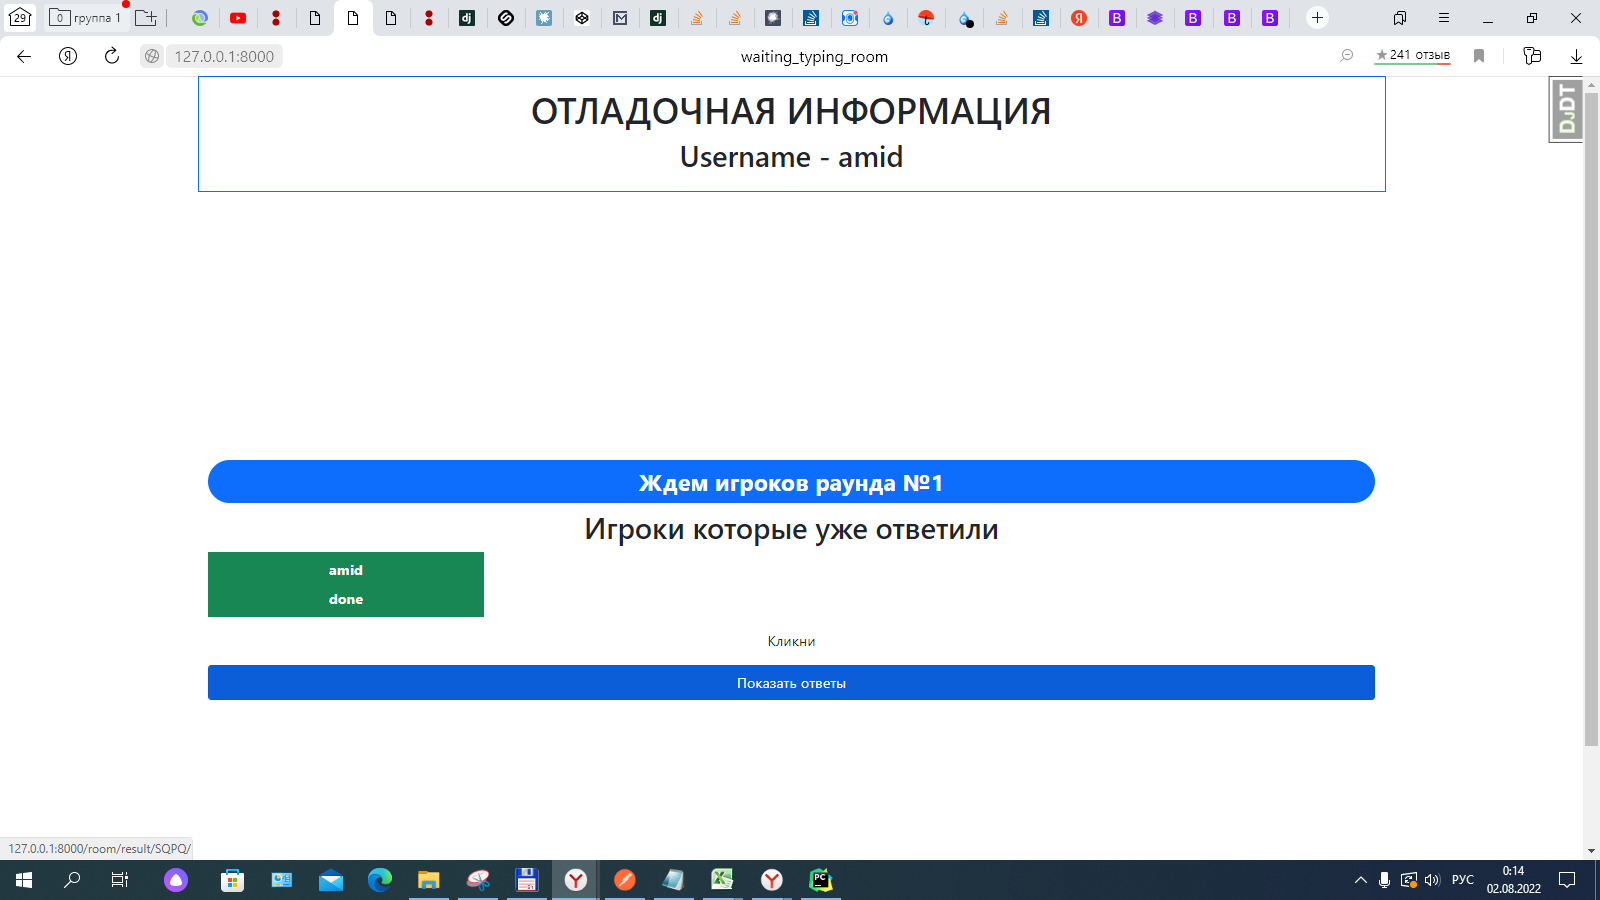 29
0 группа 1
127.0.0.1:8000
waiting_typing_room
★241 отзыв
ОТЛАДОЧНАЯ ИНФОРМАЦИЯ
Username - amid
DjDT
Ждем игроков раунда №1
Игроки которые уже ответили
amid
done
Кликни
Показать ответы
127.0.0.1:8000/room/result/SQPQ/
РУС
0:14
02.08.2022